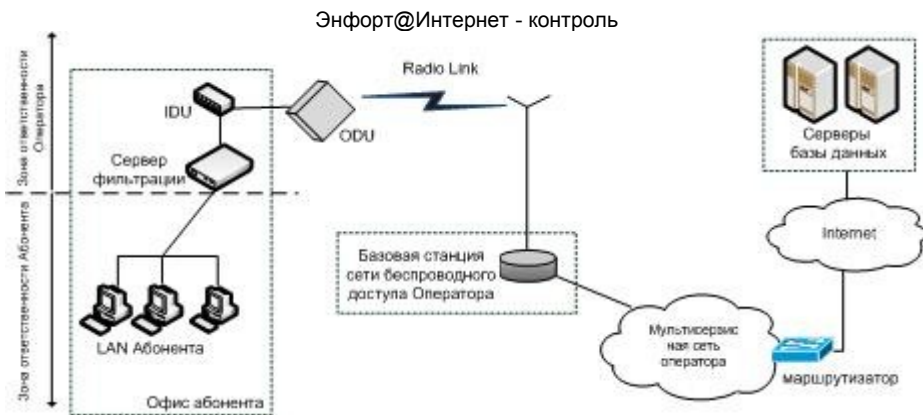 Энфорт@Интернет - контроль
Зона ответственности
Оператора
IDU
ODU
Radio Link
Сервер
фильтрации
Серверы
базы данных
Internet
Базовая станция
сети беспроводного
доступа Оператора
Зона ответственности Абонента
LAN Абонента
Мультисервис
ная сеть
оператора
маршрутизатор
Офис абонента